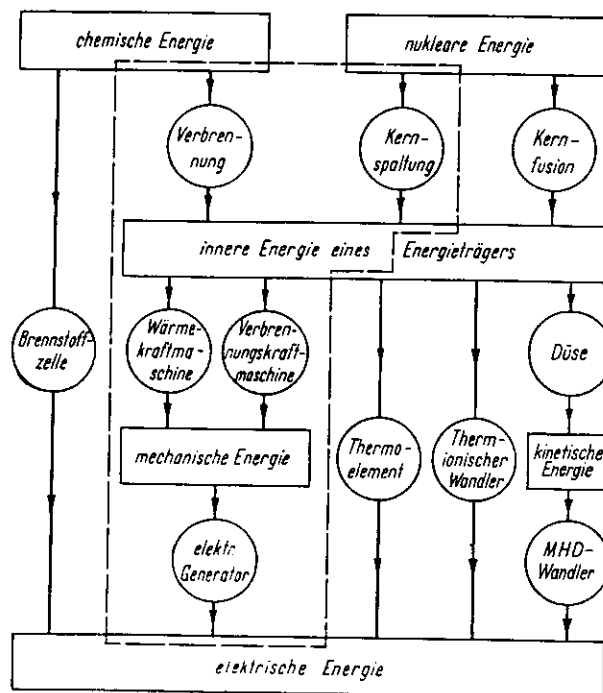 chemische Energie
nukleare Energie
Verbren-
nung
Kern-
spaltung
Kern-
fusion
innere Energie eines Energieträgers
Brennstoff-
zelle
Wärme-
kraftma-
schine
Verbren-
nungskraft-
maschine
Düse
mechanische Energie
Thermo-
element
Therm-
ionischer
Wandler
kinetische
Energie
elektr.
Generator
MHD-
Wandler
elektrische Energie